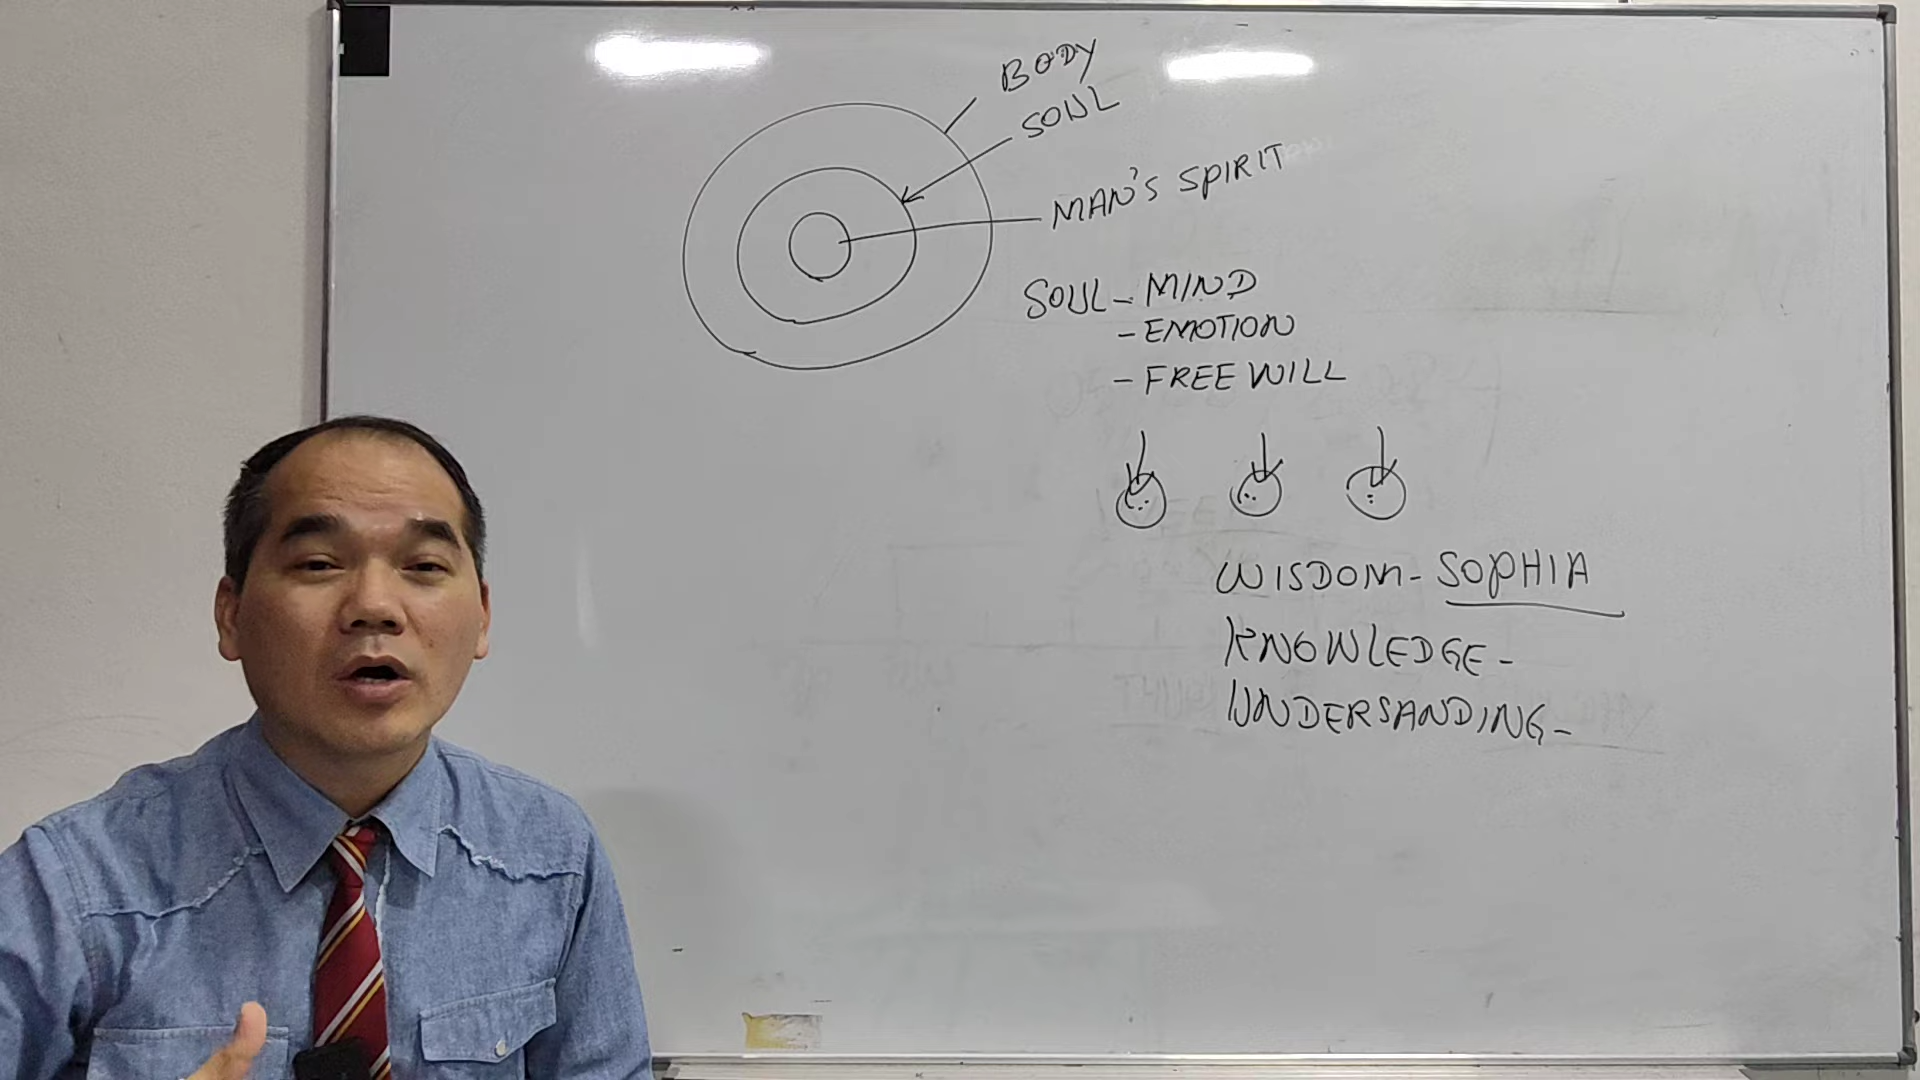 BODY
SOUL
MAN'S SPIRIT
SOUL - MIND
- EMOTION
- FREE WILL
WISDOM - SOPHIA
KNOWLEDGE -
UNDERSANDING -